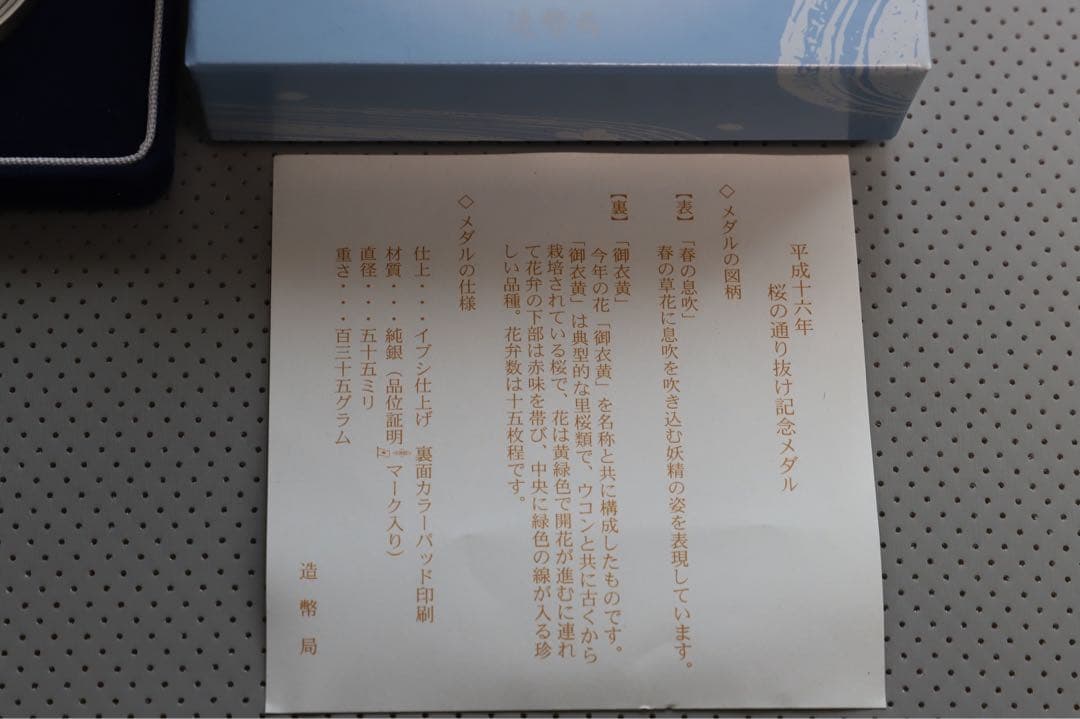 造幣局
平成十六年
桜の通り抜け記念メダル
◇メダルの図柄
【表】「春の息吹」
春の草花に息吹を吹き込む妖精の姿を表現しています。
【裏】「御衣黄」
今年の花「御衣黄」を名称と共に構成したものです。
「御衣黄」は典型的な里桜類で、ウコンと共に古くから
栽培されている桜で、花は黄緑色で開花が進むに連れ
て花弁の下部は赤味を帯び、中央に緑色の線が入る珍
しい品種。花弁数は十五枚程です。
◇メダルの仕様
仕上・・・イブシ仕上げ 裏面カラーパッド印刷
材質・・・純銀（品位証明 マーク入り）
直径・・・五十五ミリ
重さ・・・百三十五グラム
造幣局